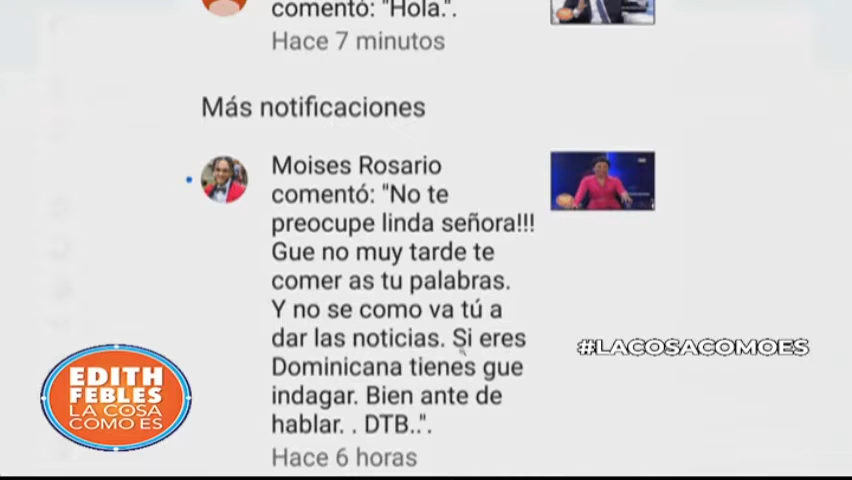 comentó: "Hola.".
Hace 7 minutos
Más notificaciones
Moises Rosario
comentó: "No te
preocupe linda señora!!!
Gue no muy tarde te
comer as tu palabras.
Y no se como va tú a
dar las noticias. Si eres
Dominicana tienes gue
indagar. Bien ante de
hablar. . DTB..".
Hace 6 horas
#LACOSACOMOES
EDITH
FEBLES
LA COSA
COMO ES